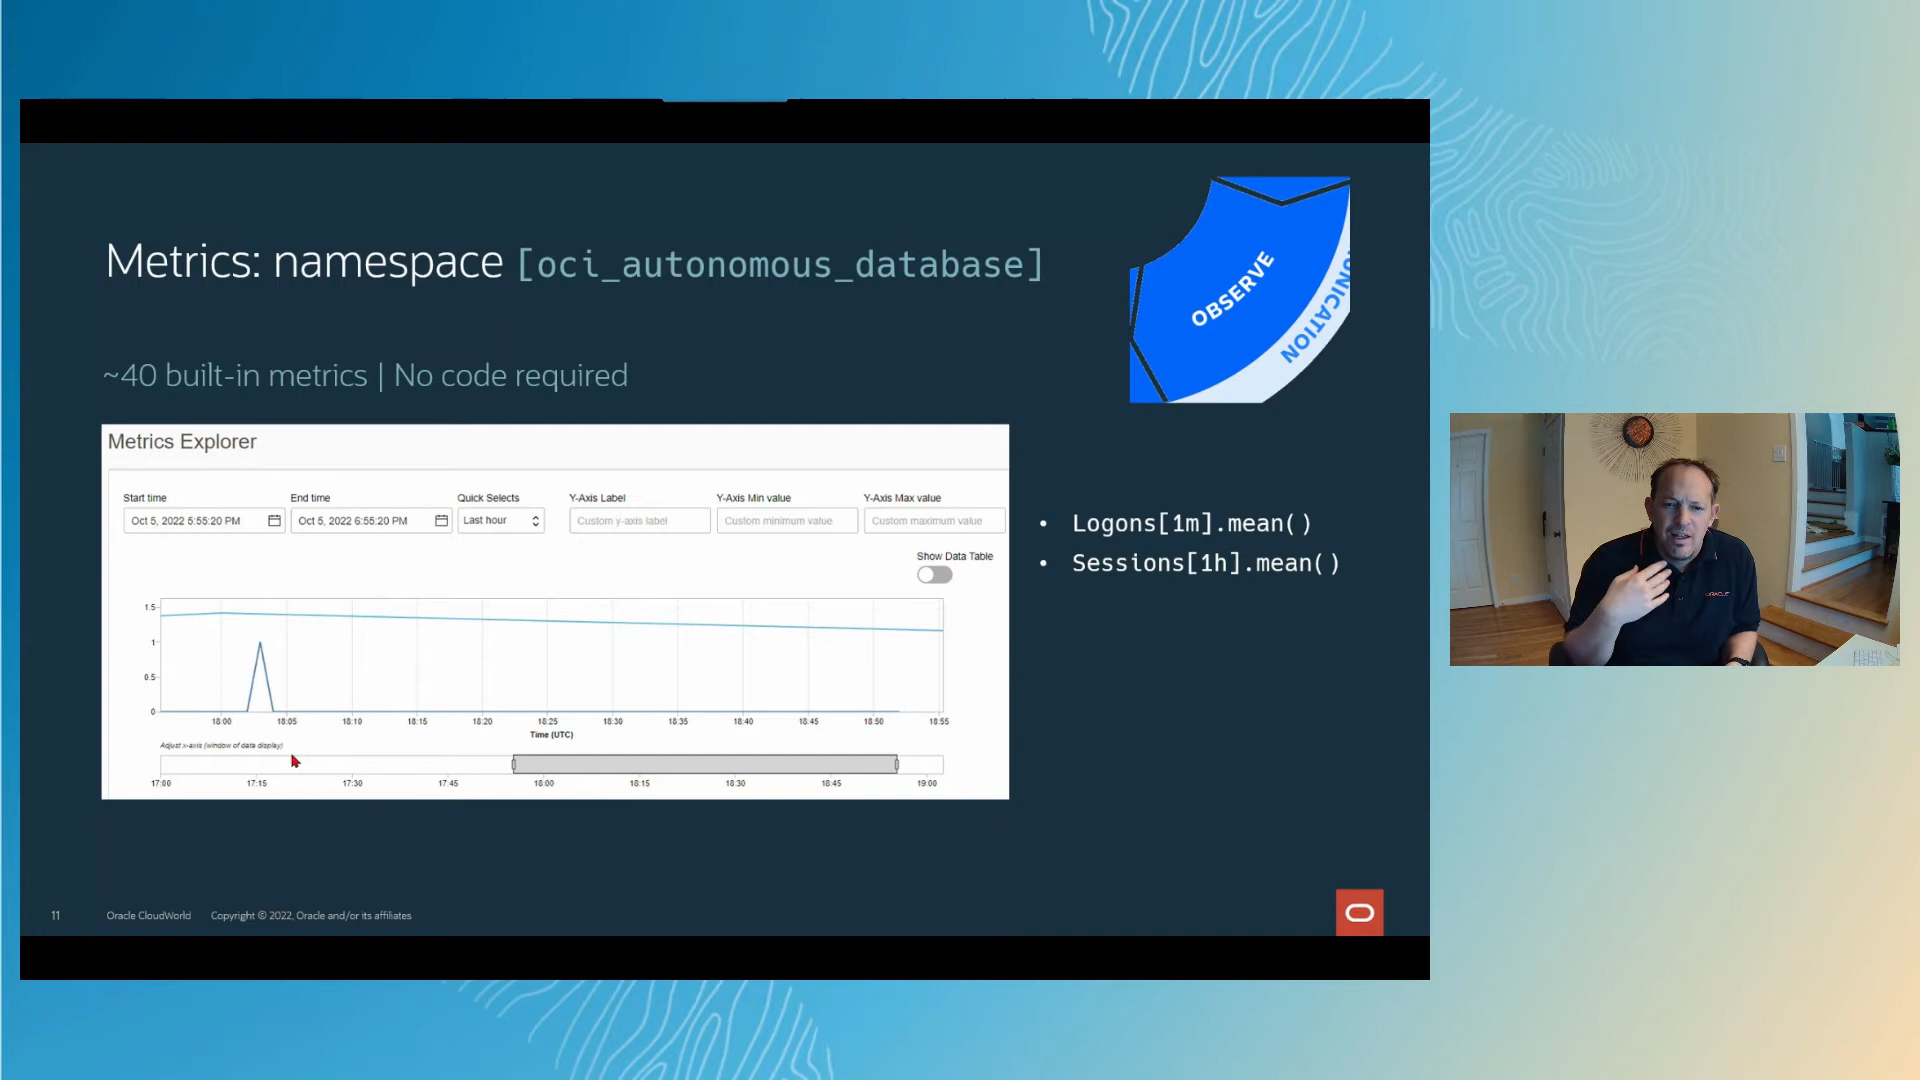 Metrics: namespace [oci_autonomous_database]
OBSERVE
~40 built-in metrics | No code required
Metrics Explorer
Start time End time Quick Selects Y-Axis Label Y-Axis Min value Y-Axis Max value
Oct 5, 2022 5:55:20 PM Oct 5, 2022 6:55:20 PM Last hour Custom y-axis label Custom minimum value Custom maximum value
Show Data Table
1.5
1
0.5
0
18:00 18:05 18:10 18:15 18:20 18:25 18:30 18:35 18:40 18:45 18:50 18:55
Time (UTC)
Adjust x-axis (window of data display)
17:00 17:15 17:30 17:45 18:00 18:15 18:30 18:45 19:00
• Logons[1m].mean()
• Sessions[1h].mean()
ORACLE
11 Oracle CloudWorld Copyright © 2022, Oracle and/or its affiliates